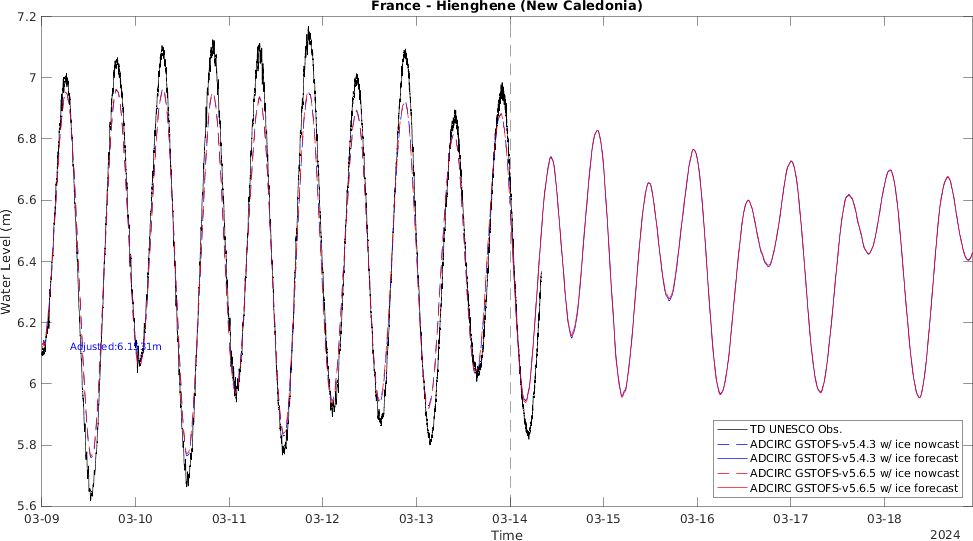 France - Hienghene (New Caledonia)
7.2
7
6.8
6.6
6.4
6.2
6
5.8
5.6
Water Level (m)
Adjusted:6.1531m
TD UNESCO Obs.
ADCIRC GSTOFS-v5.4.3 w/ ice nowcast
ADCIRC GSTOFS-v5.4.3 w/ ice forecast
ADCIRC GSTOFS-v5.6.5 w/ ice nowcast
ADCIRC GSTOFS-v5.6.5 w/ ice forecast
03-09 03-10 03-11 03-12 03-13 03-14 03-15 03-16 03-17 03-18
Time
2024